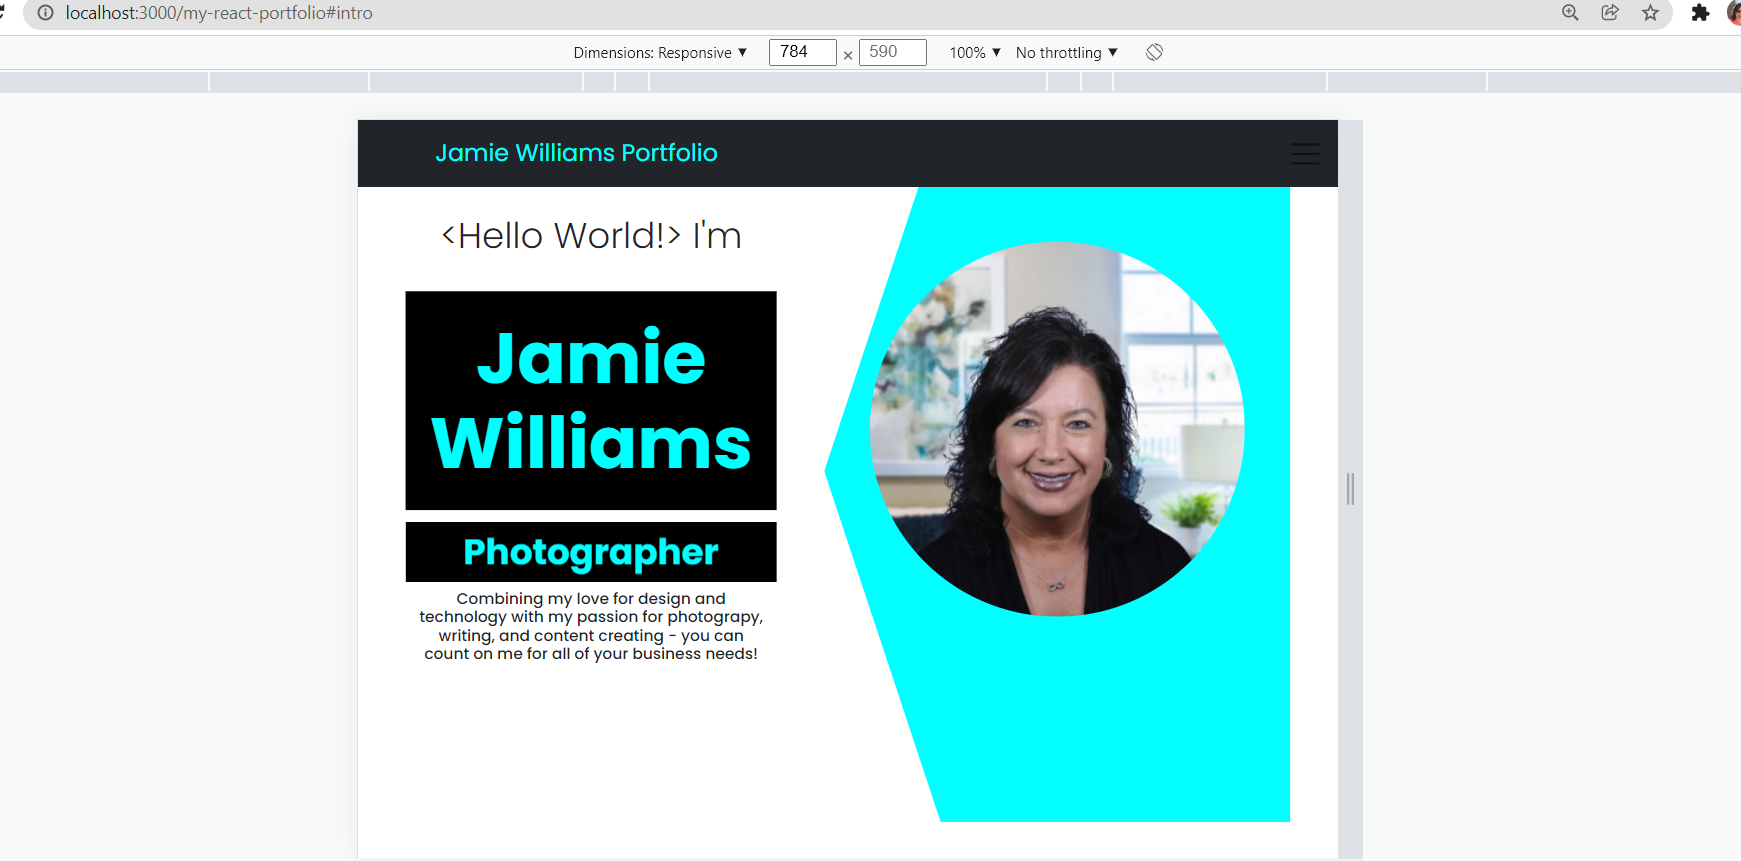 localhost:3000/my-react-portfolio#intro
Dimensions: Responsive ▼ 784 × 590 100% ▼ No throttling ▼
Jamie Williams Portfolio
<Hello World!> I'm
Jamie
Williams
Photographer
Combining my love for design and
technology with my passion for photograpy,
writing, and content creating - you can
count on me for all of your business needs!